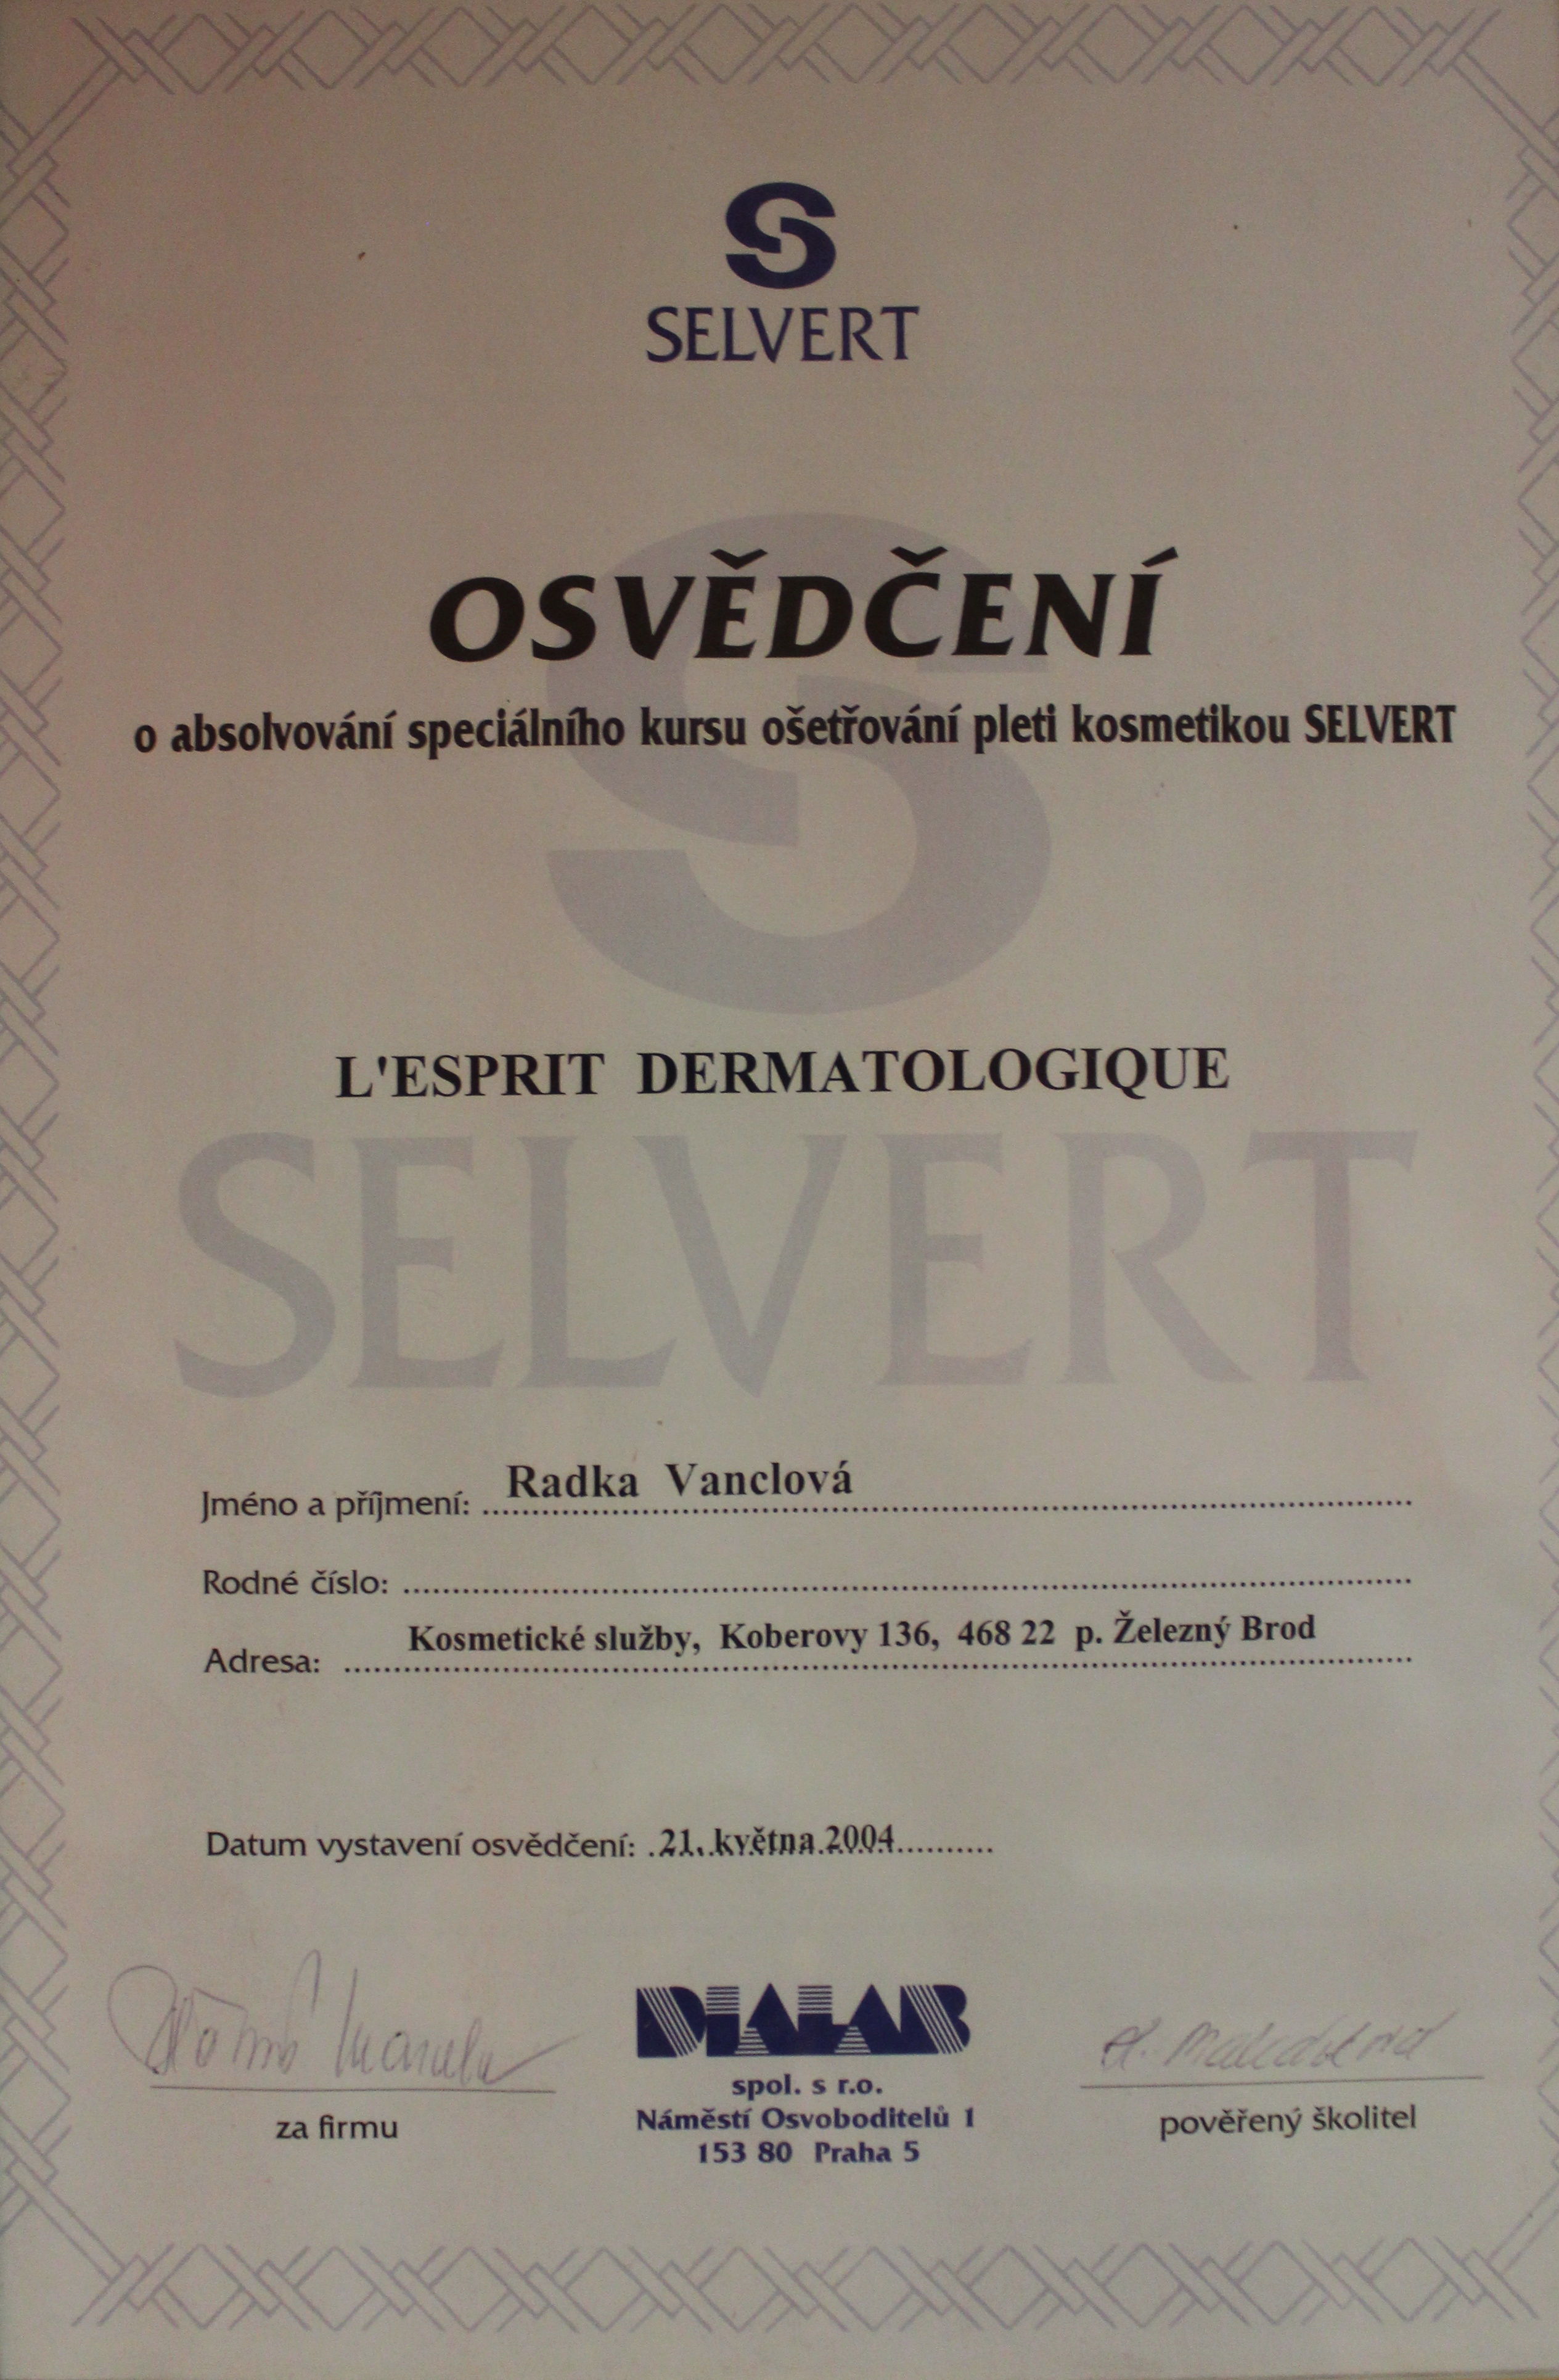 S
SELVERT
OSVĚDČENÍ
o absolvování speciálního kursu ošetřování pleti kosmetikou SELVERT
L'ESPRIT DERMATOLOGIQUE
SELVERT
Jméno a příjmení: Radka Vanclová
Rodné číslo:
Adresa: Kosmetické služby, Koberovy 136, 468 22 p. Železný Brod
Datum vystavení osvědčení: 21. května 2004
DIALAB
spol. s r.o.
Náměstí Osvoboditelů 1
153 80 Praha 5
za firmu
pověřený školitel